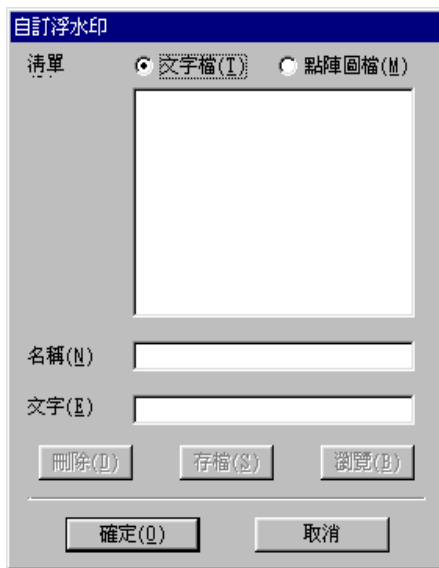 自訂浮水印
清單 文字檔(T) 點陣圖檔(M)
名稱(N)
文字(E)
刪除(D) 存檔(S) 瀏覽(B)
確定(O) 取消